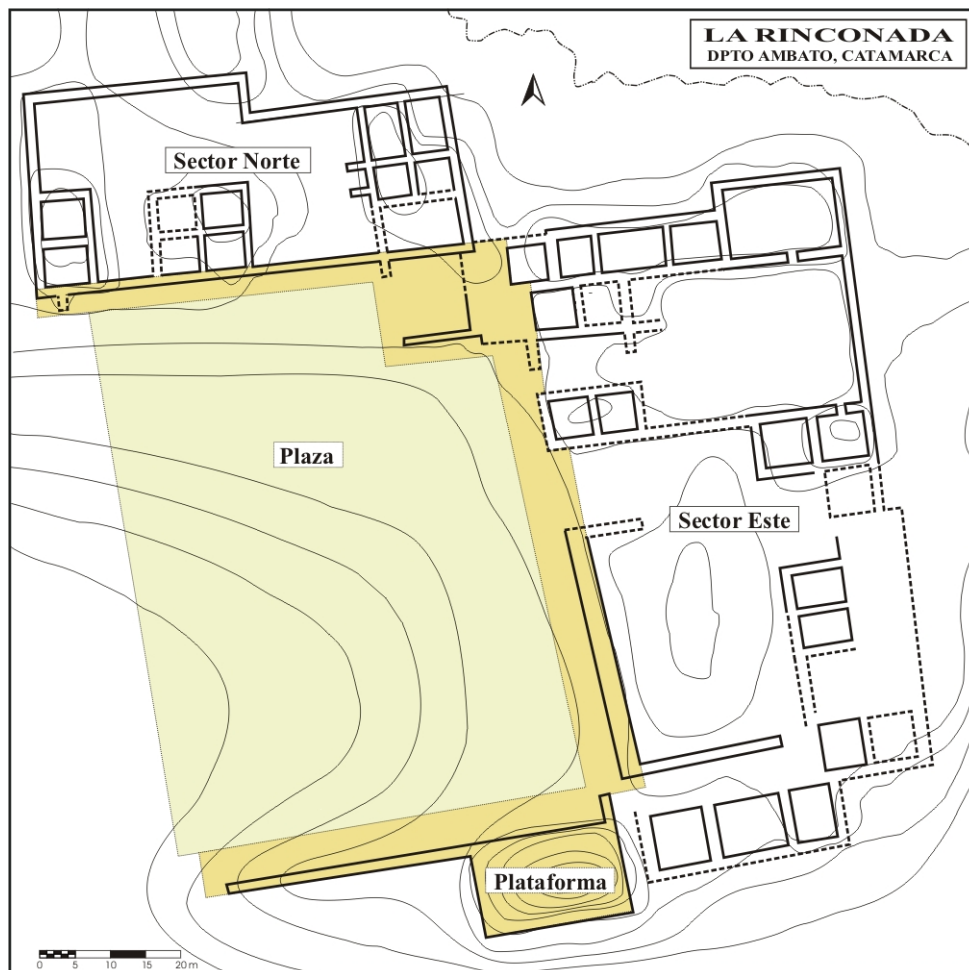 LA RINCONADA
DPTO AMBATO, CATAMARCA
Sector Norte
Plaza
Sector Este
Plataforma
0 5 10 15 20 m